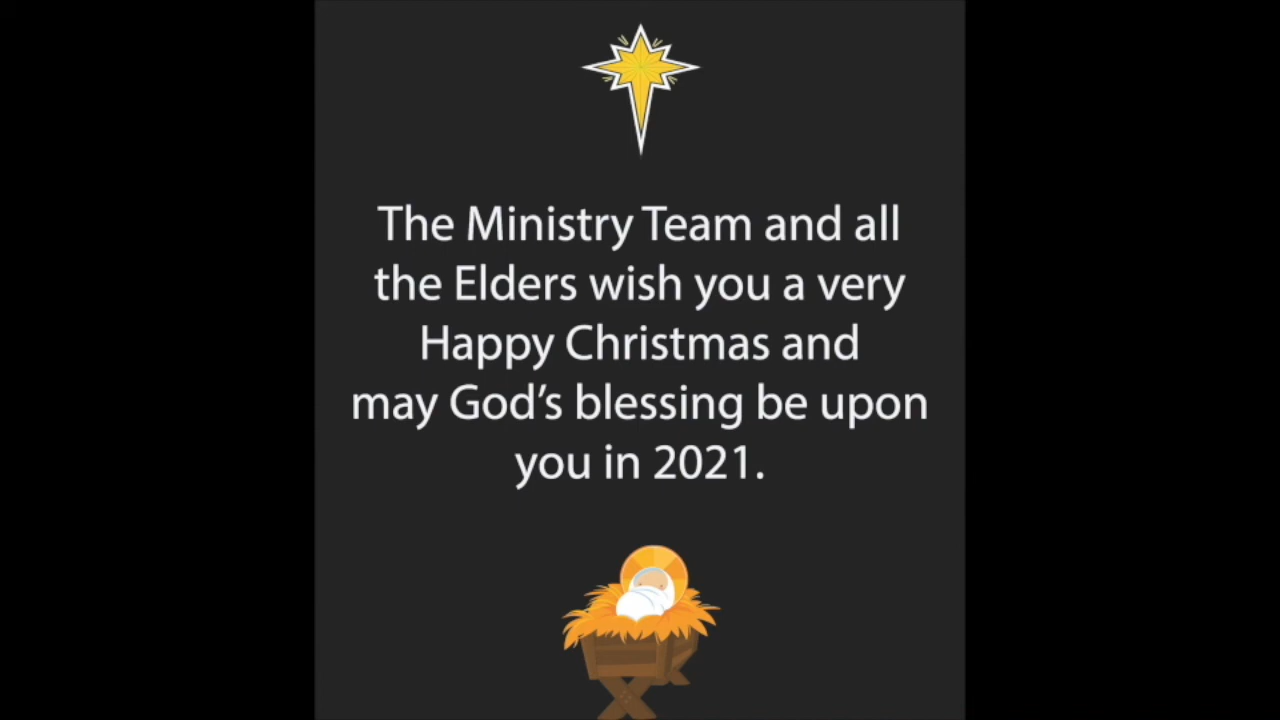 The Ministry Team and all
the Elders wish you a very
Happy Christmas and
may God’s blessing be upon
you in 2021.